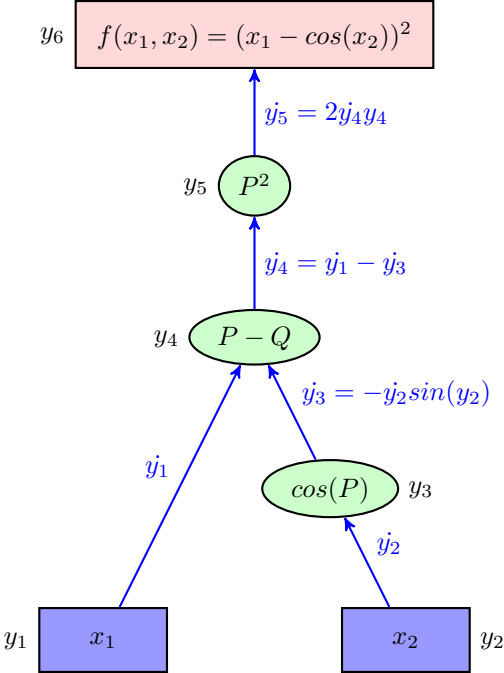 y₆ f(x₁, x₂) = (x₁ − cos(x₂))²
ẏ₅ = 2ẏ₄y₄
y₅ P²
ẏ₄ = ẏ₁ − ẏ₃
y₄ P − Q
ẏ₃ = −ẏ₂sin(y₂)
ẏ₁
cos(P) y₃
ẏ₂
y₁ x₁ x₂ y₂